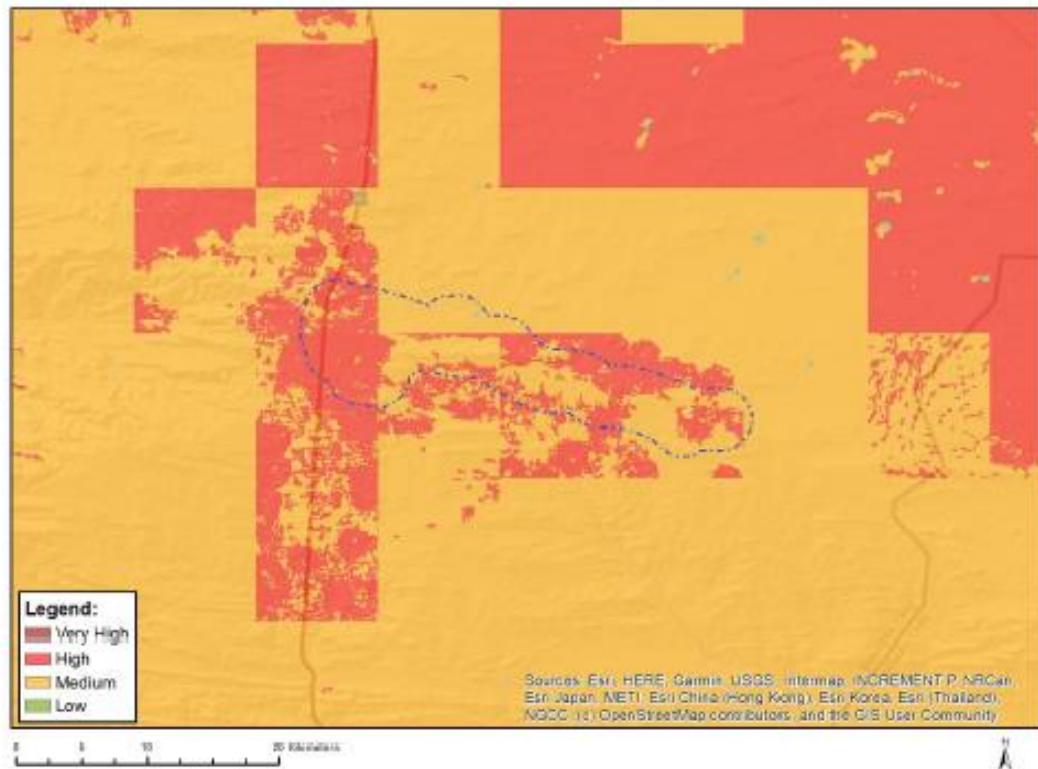 Legend:
Very High
High
Medium
Low
Sources: Esri, HERE, Garmin, USGS, Intermap, INCREMENT P, NRCan,
Esri Japan, METI, Esri China (Hong Kong), Esri Korea, Esri (Thailand),
NGCC, (c) OpenStreetMap contributors, and the GIS User Community
0 5 10 20 Kilometers
N